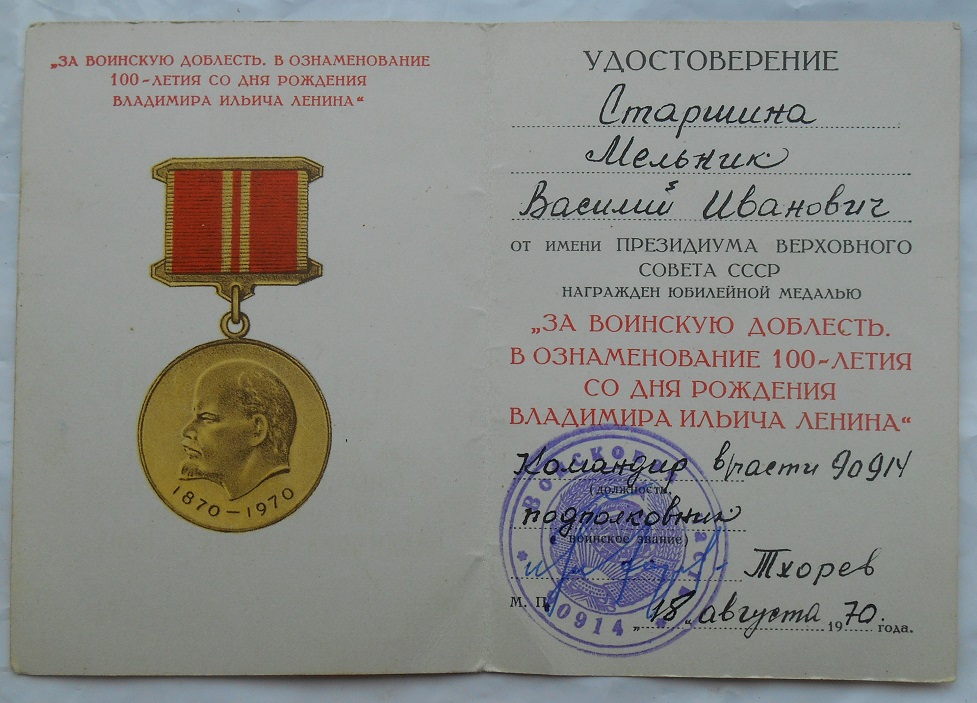 „ЗА ВОИНСКУЮ ДОБЛЕСТЬ. В ОЗНАМЕНОВАНИЕ
100-ЛЕТИЯ СО ДНЯ РОЖДЕНИЯ
ВЛАДИМИРА ИЛЬИЧА ЛЕНИНА“
1870-1970
УДОСТОВЕРЕНИЕ
Старшина
Мельник
Василий Иванович
ОТ ИМЕНИ ПРЕЗИДИУМА ВЕРХОВНОГО
СОВЕТА СССР
НАГРАЖДЕН ЮБИЛЕЙНОЙ МЕДАЛЬЮ
„ЗА ВОИНСКУЮ ДОБЛЕСТЬ.
В ОЗНАМЕНОВАНИЕ 100-ЛЕТИЯ
СО ДНЯ РОЖДЕНИЯ
ВЛАДИМИРА ИЛЬИЧА ЛЕНИНА“
Командир в/части 90914
(должность,
подполковник
воинское звание)
Тхорев
М. П.
„18„ августа 1970 года.
90914